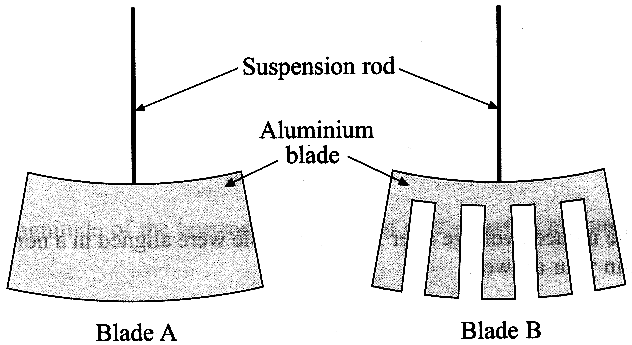 Suspension rod
Aluminium
blade
Blade A
Blade B